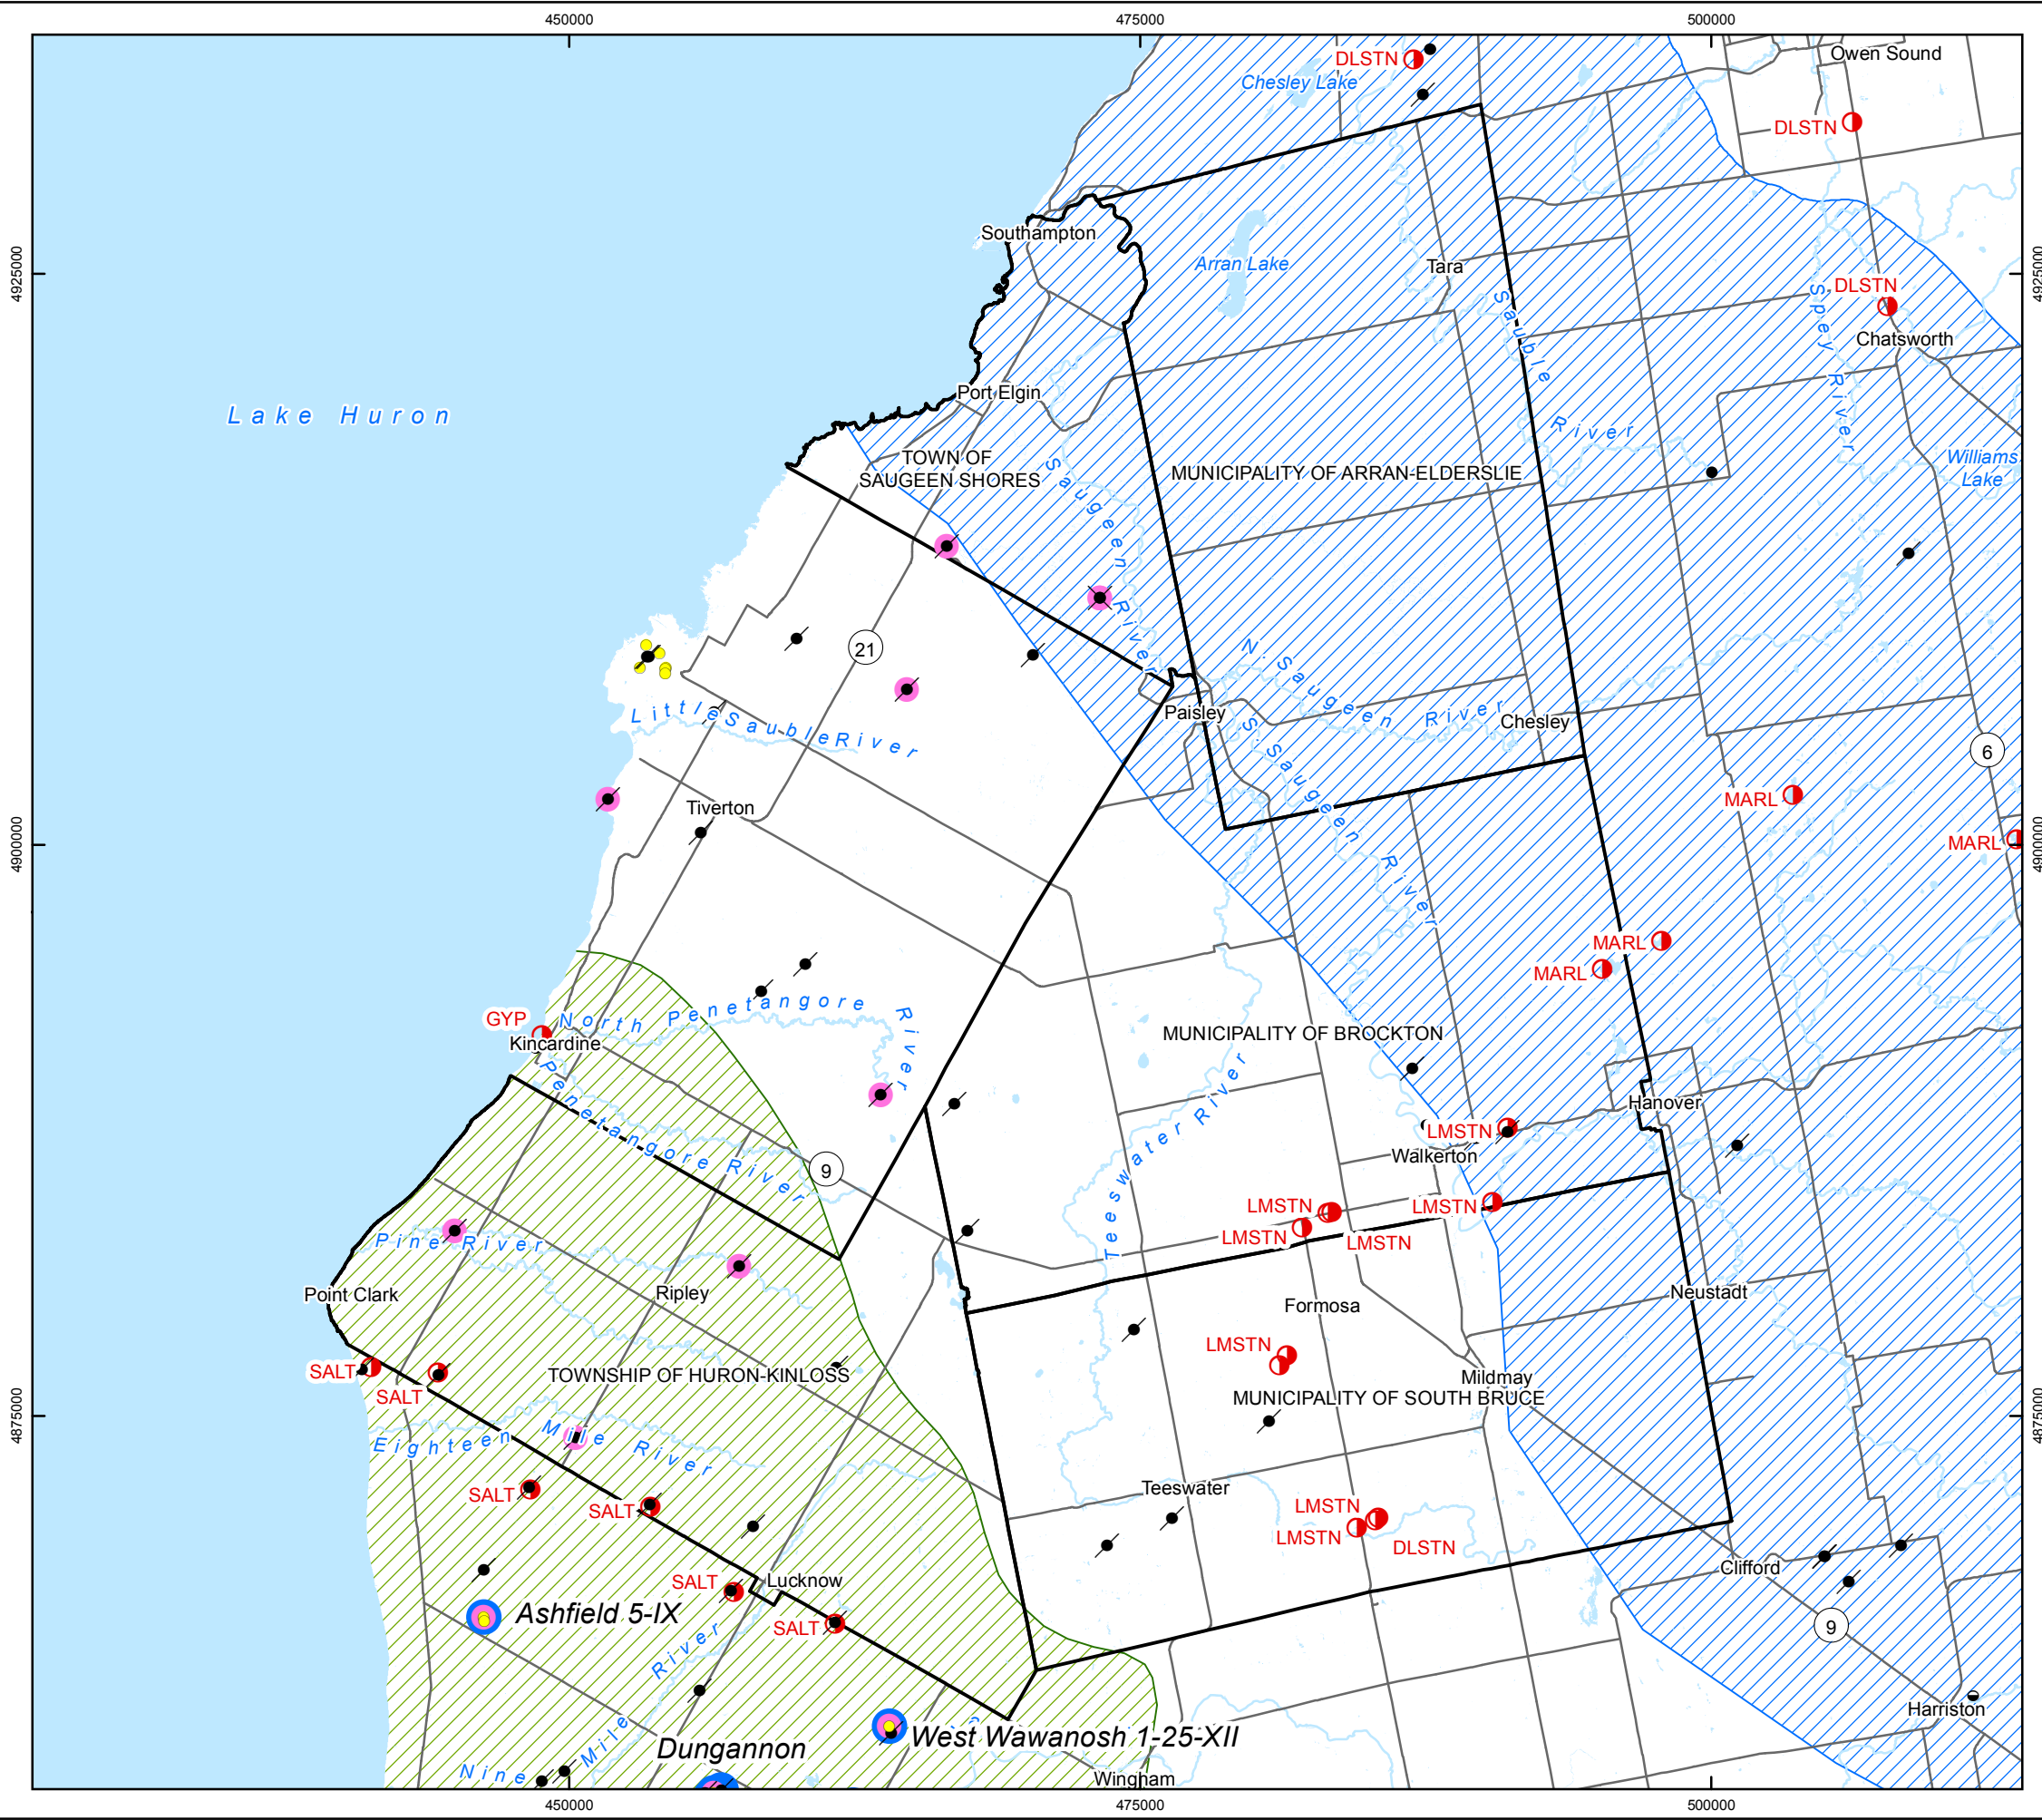 450000
475000
500000
Owen Sound
DLSTN
Chesley Lake
DLSTN
Southampton
4925000
4925000
Arran Lake
Tara
DLSTN
Sauble
Spey
Chatsworth
River
Port Elgin
Lake Huron
River
TOWN OF
SAUGEEN SHORES
MUNICIPALITY OF ARRAN-ELDERSLIE
Williams
Lake
Saugeen
River
21
N. Saugeen River
Little Sauble River
Paisley
Chesley
S. Saugeen River
6
Tiverton
MARL
MARL
4900000
4900000
MARL
MARL
GYP
North Penetangore River
Kincardine
MUNICIPALITY OF BROCKTON
Penetangore River
Teeswater River
Hanover
LMSTN
Walkerton
9
LMSTN
LMSTN
LMSTN
LMSTN
Pine River
Point Clark
Ripley
Formosa
Neustadt
LMSTN
SALT
SALT
TOWNSHIP OF HURON-KINLOSS
Mildmay
MUNICIPALITY OF SOUTH BRUCE
4875000
4875000
Eighteen Mile River
SALT
SALT
Teeswater
LMSTN
LMSTN
DLSTN
SALT
Lucknow
Clifford
Ashfield 5-IX
SALT
9
Nine Mile River
Harriston
West Wawanosh 1-25-XII
Dungannon
Wingham
450000
475000
500000